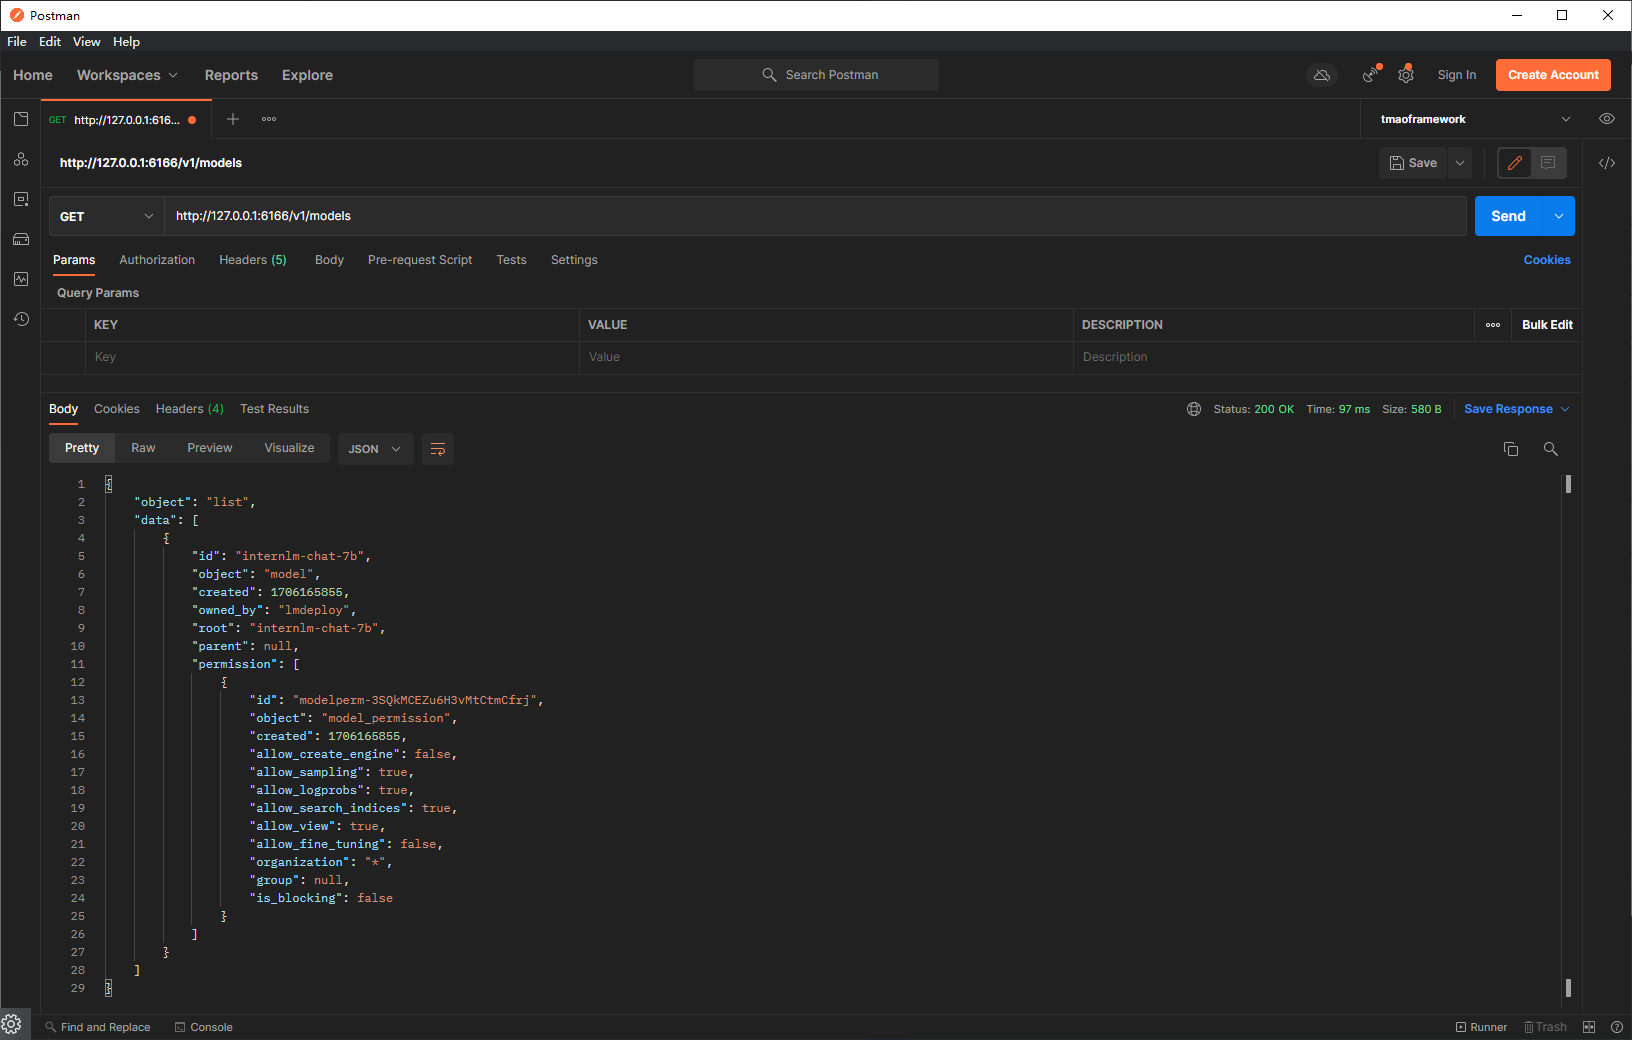 Postman
File Edit View Help
Home Workspaces Reports Explore Search Postman Sign In Create Account
GET http://127.0.0.1:616... tmaoframework
http://127.0.0.1:6166/v1/models Save
GET http://127.0.0.1:6166/v1/models Send
Params Authorization Headers (5) Body Pre-request Script Tests Settings Cookies
Query Params
KEY VALUE DESCRIPTION Bulk Edit
Key Value Description
Body Cookies Headers (4) Test Results Status: 200 OK Time: 97 ms Size: 580 B Save Response
Pretty Raw Preview Visualize JSON
1 {
2 "object": "list",
3 "data": [
4 {
5 "id": "internlm-chat-7b",
6 "object": "model",
7 "created": 1706165855,
8 "owned_by": "lmdeploy",
9 "root": "internlm-chat-7b",
10 "parent": null,
11 "permission": [
12 {
13 "id": "modelperm-3SQkMCEZu6H3vMtCtmCfrj",
14 "object": "model_permission",
15 "created": 1706165855,
16 "allow_create_engine": false,
17 "allow_sampling": true,
18 "allow_logprobs": true,
19 "allow_search_indices": true,
20 "allow_view": true,
21 "allow_fine_tuning": false,
22 "organization": "*",
23 "group": null,
24 "is_blocking": false
25 }
26 ]
27 }
28 ]
29 }
Find and Replace Console Runner Trash